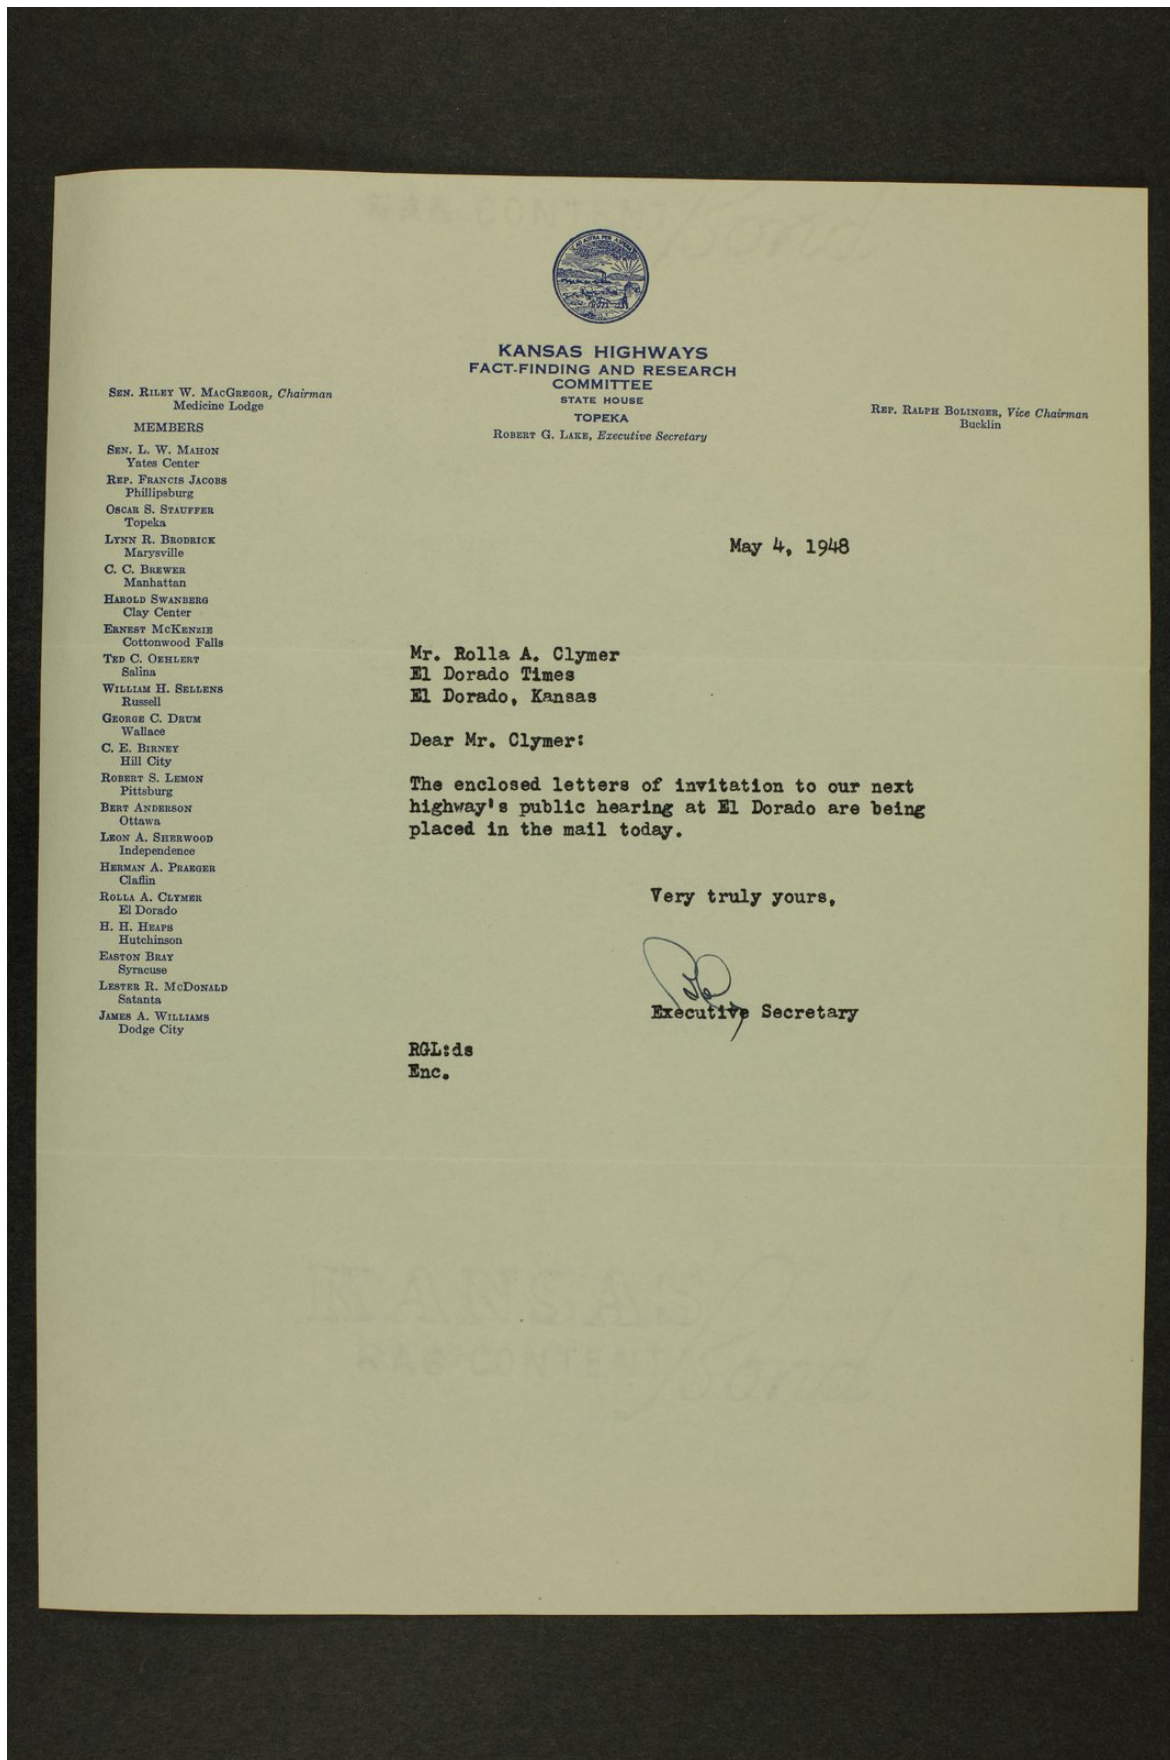 KANSAS HIGHWAYS
FACT-FINDING AND RESEARCH
COMMITTEE
STATE HOUSE
TOPEKA
ROBERT G. LAKE, Executive Secretary
SEN. RILEY W. MACGREGOR, Chairman
Medicine Lodge
REP. RALPH BOLINGER, Vice Chairman
Bucklin
MEMBERS
SEN. L. W. MAHON
Yates Center
REP. FRANCIS JACOBS
Phillipsburg
OSCAR S. STAUFFER
Topeka
LYNN R. BRODRICK
Marysville
C. C. BREWER
Manhattan
HAROLD SWANBERG
Clay Center
ERNEST MCKENZIE
Cottonwood Falls
TED C. OEHLERT
Salina
WILLIAM H. SELLENS
Russell
GEORGE C. DRUM
Wallace
C. E. BIRNEY
Hill City
ROBERT S. LEMON
Pittsburg
BERT ANDERSON
Ottawa
LEON A. SHERWOOD
Independence
HERMAN A. PRAEGER
Claflin
ROLLA A. CLYMER
El Dorado
H. H. HEAPS
Hutchinson
EASTON BRAY
Syracuse
LESTER R. MCDONALD
Satanta
JAMES A. WILLIAMS
Dodge City
May 4, 1948
Mr. Rolla A. Clymer
El Dorado Times
El Dorado, Kansas
Dear Mr. Clymer:
The enclosed letters of invitation to our next
highway's public hearing at El Dorado are being
placed in the mail today.
Very truly yours,
Executive Secretary
RGL:ds
Enc.
KANSAS
RAG CONTENT Bond